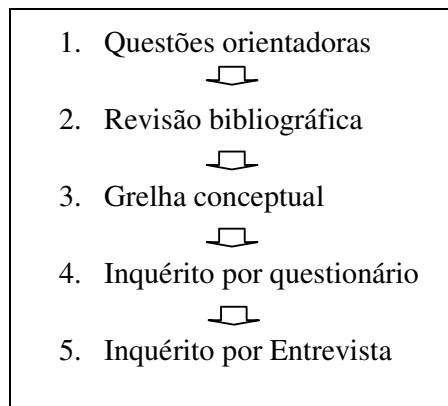 1. Questões orientadoras
2. Revisão bibliográfica
3. Grelha conceptual
4. Inquérito por questionário
5. Inquérito por Entrevista